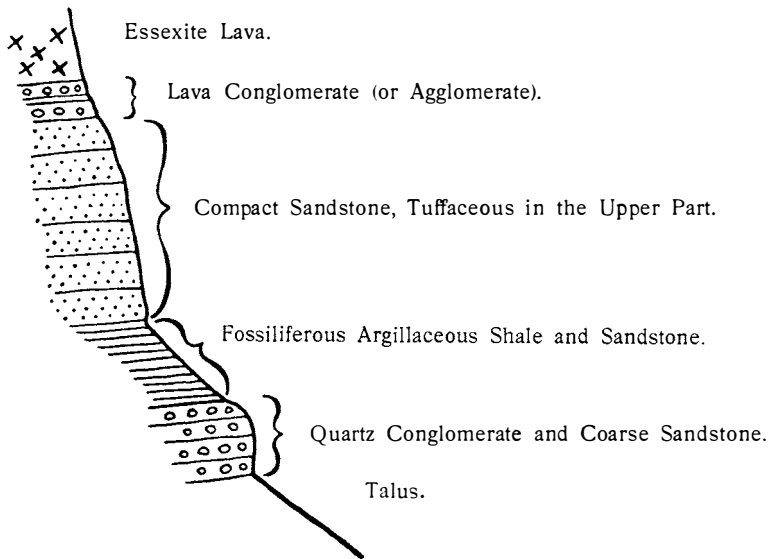 Essexite Lava.
Lava Conglomerate (or Agglomerate).
Compact Sandstone, Tuffaceous in the Upper Part.
Fossiliferous Argillaceous Shale and Sandstone.
Quartz Conglomerate and Coarse Sandstone.
Talus.